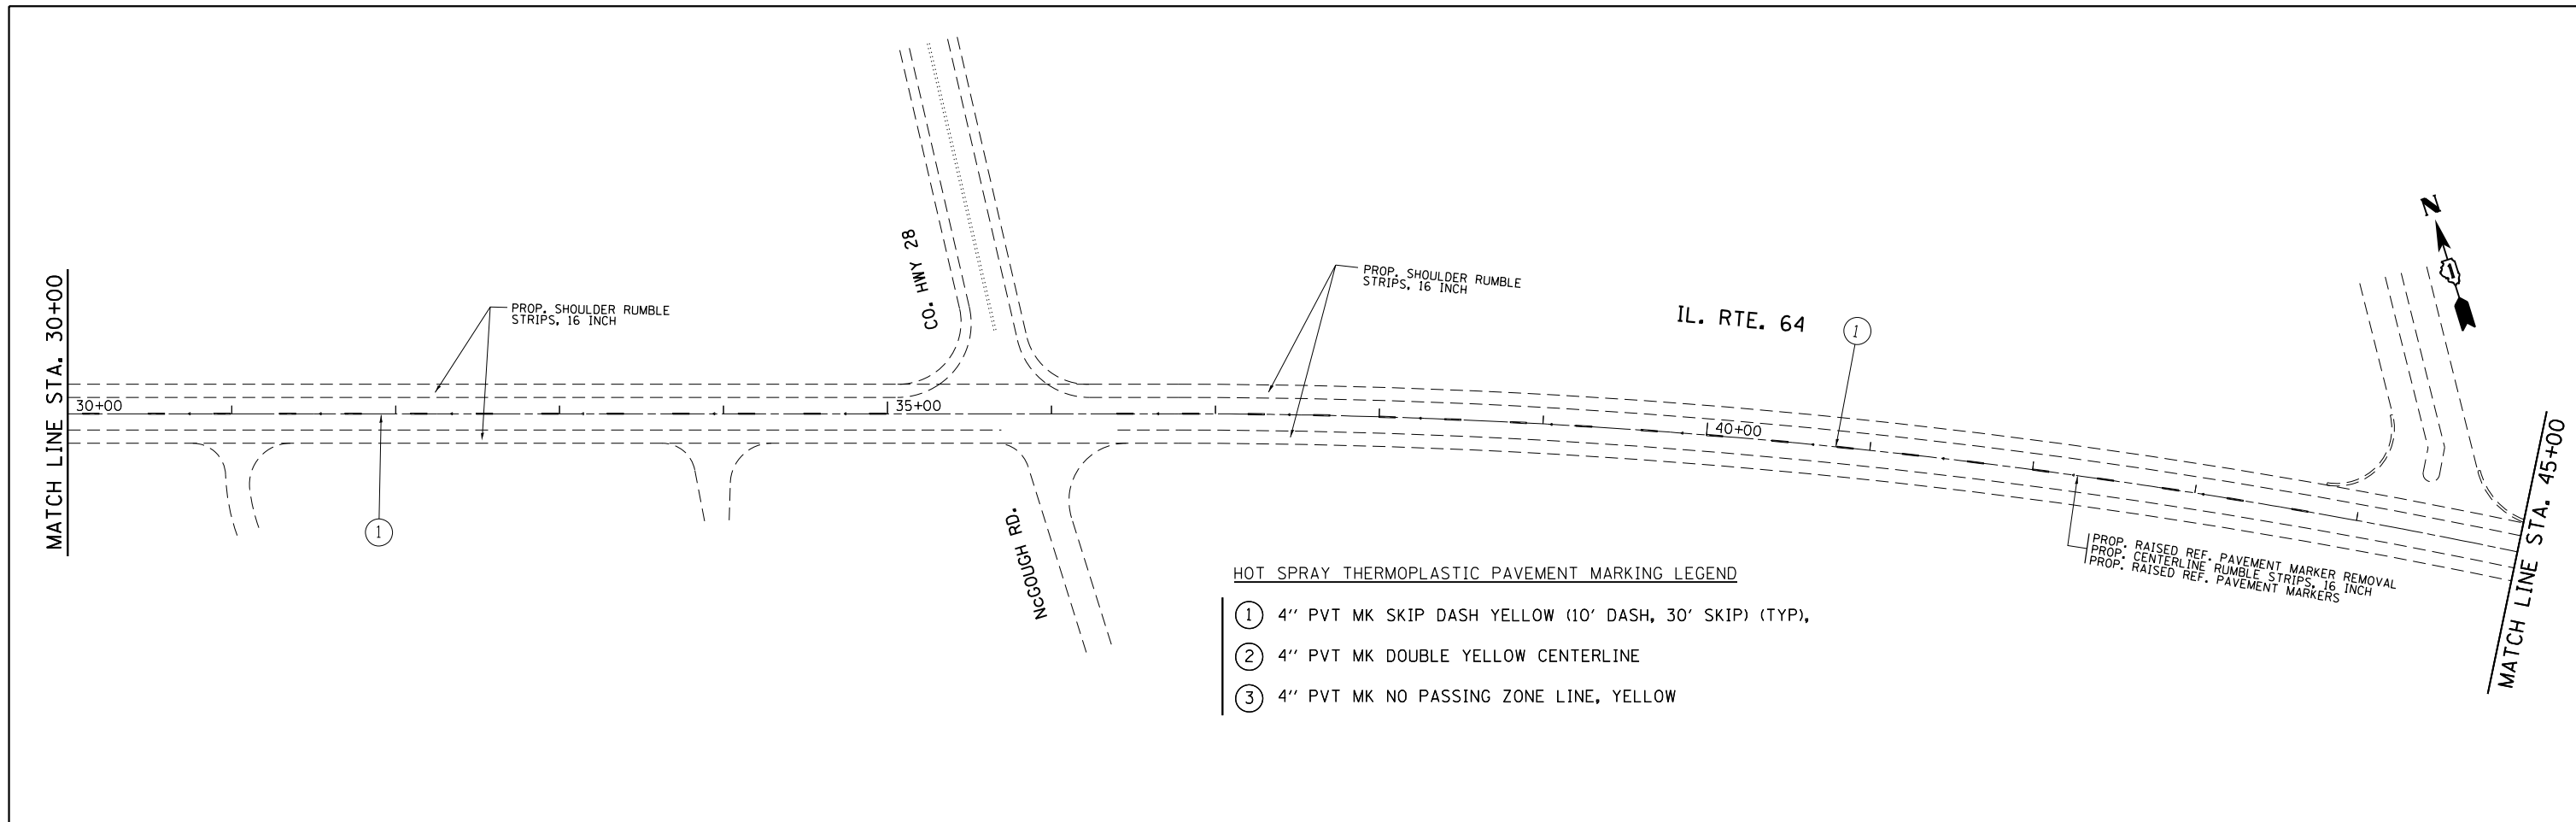 MATCH LINE STA. 30+00
30+00
PROP. SHOULDER RUMBLE
STRIPS, 16 INCH
1
CO. HWY 28
35+00
NCGOUGH RD.
PROP. SHOULDER RUMBLE
STRIPS, 16 INCH
IL. RTE. 64
1
40+00
N
PROP. RAISED REF. PAVEMENT MARKER REMOVAL
PROP. CENTERLINE RUMBLE STRIPS, 16 INCH
PROP. RAISED REF. PAVEMENT MARKERS
MATCH LINE STA. 45+00
HOT SPRAY THERMOPLASTIC PAVEMENT MARKING LEGEND
1 4'' PVT MK SKIP DASH YELLOW (10' DASH, 30' SKIP) (TYP),
2 4'' PVT MK DOUBLE YELLOW CENTERLINE
3 4'' PVT MK NO PASSING ZONE LINE, YELLOW